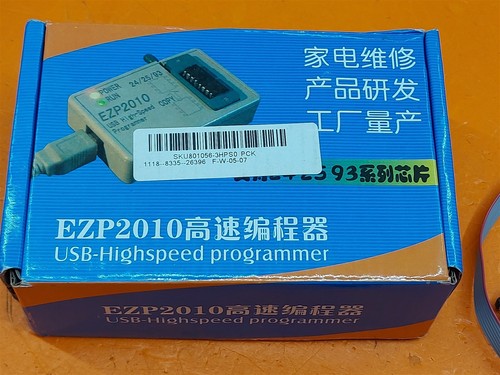 家电维修
产品研发
工厂量产
POWER
RUN
24/25/93
EZP2010
USB High-Speed
Programmer
COPY
SKU801056-3HPS0 PCK
1118--8335--26396 F-W-05-07
93系列芯片
EZP2010高速编程器
USB-Highspeed programmer
EZP2010高速编程器
USB-Highspeed programmer